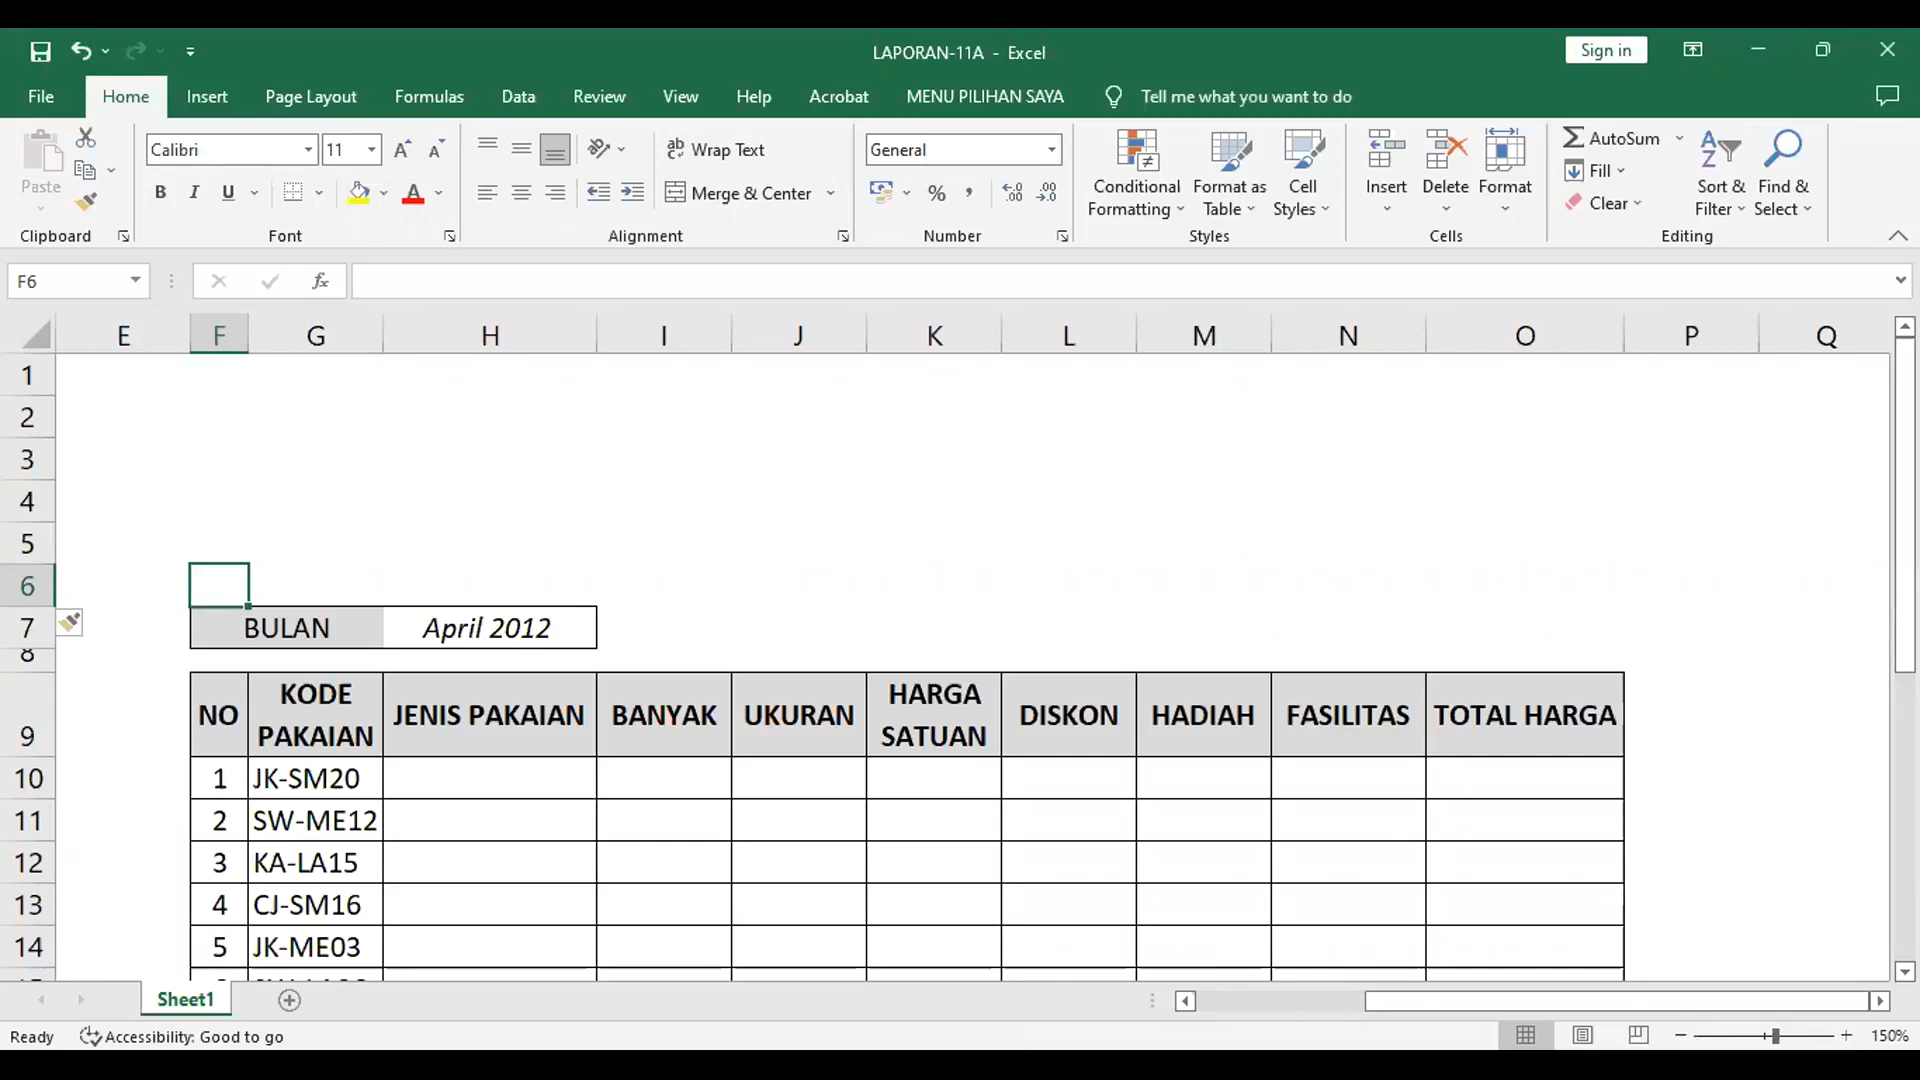 LAPORAN-11A - Excel
Sign in
File Home Insert Page Layout Formulas Data Review View Help Acrobat MENU PILIHAN SAYA Tell me what you want to do
Paste
Clipboard
Calibri 11
B I U
Font
Wrap Text
Merge & Center
Alignment
General
%
Number
Conditional Formatting
Format as Table
Cell Styles
Styles
Insert
Delete
Format
Cells
AutoSum
Fill
Clear
Sort & Filter
Find & Select
Editing
F6
fx
E F G H I J K L M N O P Q
1
2
3
4
5
6
7 BULAN April 2012
8
9 NO KODE PAKAIAN JENIS PAKAIAN BANYAK UKURAN HARGA SATUAN DISKON HADIAH FASILITAS TOTAL HARGA
10 1 JK-SM20
11 2 SW-ME12
12 3 KA-LA15
13 4 CJ-SM16
14 5 JK-ME03
Sheet1
Ready Accessibility: Good to go
150%